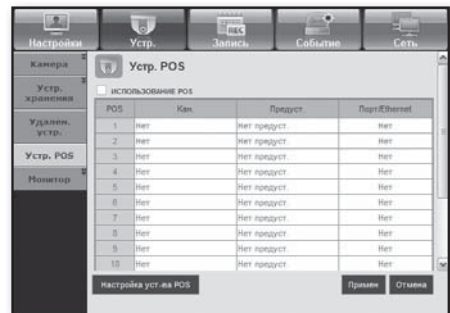 REC
Настройки Устр. Запись Событие Сеть
Камера
Устр. хранения
Удален. устр.
Устр. POS
Монитор
Устр. POS
ИСПОЛЬЗОВАНИЕ POS
POS Кан. Предуст. Порт/Ethernet
1 Нет Нет предуст. Нет
2 Нет Нет предуст. Нет
3 Нет Нет предуст. Нет
4 Нет Нет предуст. Нет
5 Нет Нет предуст. Нет
6 Нет Нет предуст. Нет
7 Нет Нет предуст. Нет
8 Нет Нет предуст. Нет
9 Нет Нет предуст. Нет
10 Нет Нет предуст. Нет
Настройка уст-ва POS Примен Отмена